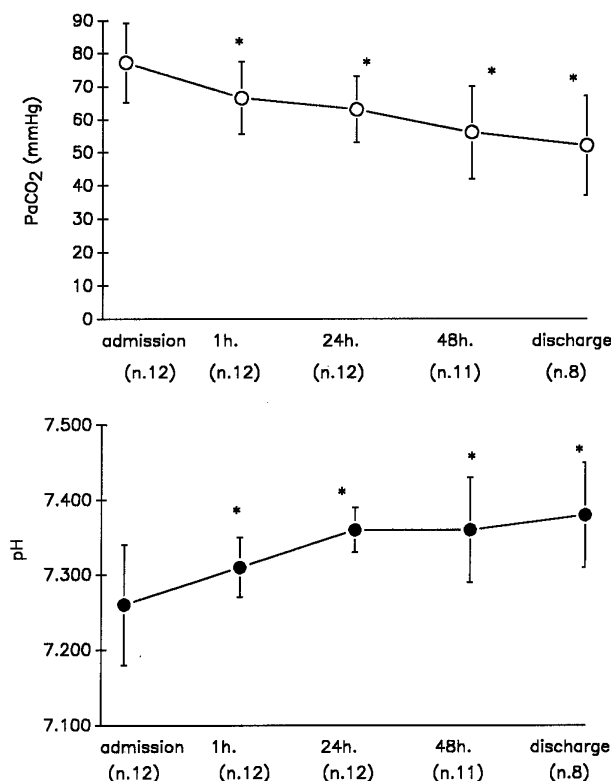 90
80
70
60
50
40
30
20
10
0
PaCO2 (mmHg)
* * * *
admission 1h. 24h. 48h. discharge
(n.12) (n.12) (n.12) (n.11) (n.8)
7.500
7.400
7.300
7.200
7.100
pH
* * * *
admission 1h. 24h. 48h. discharge
(n.12) (n.12) (n.12) (n.11) (n.8)